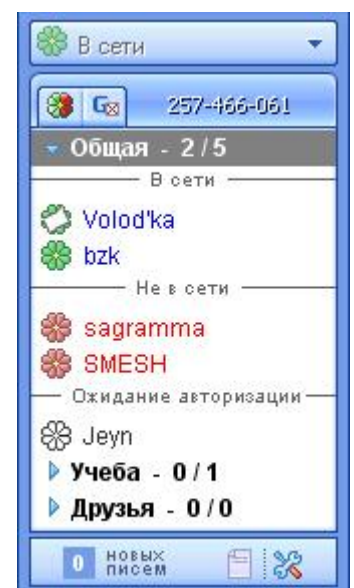 В сети
G 257-466-061
Общая - 2/5
В сети
Volod'ka
bzk
Не в сети
sagramma
SMESH
Ожидание авторизации
Jeyn
Учеба - 0/1
Друзья - 0/0
0 новых
писем